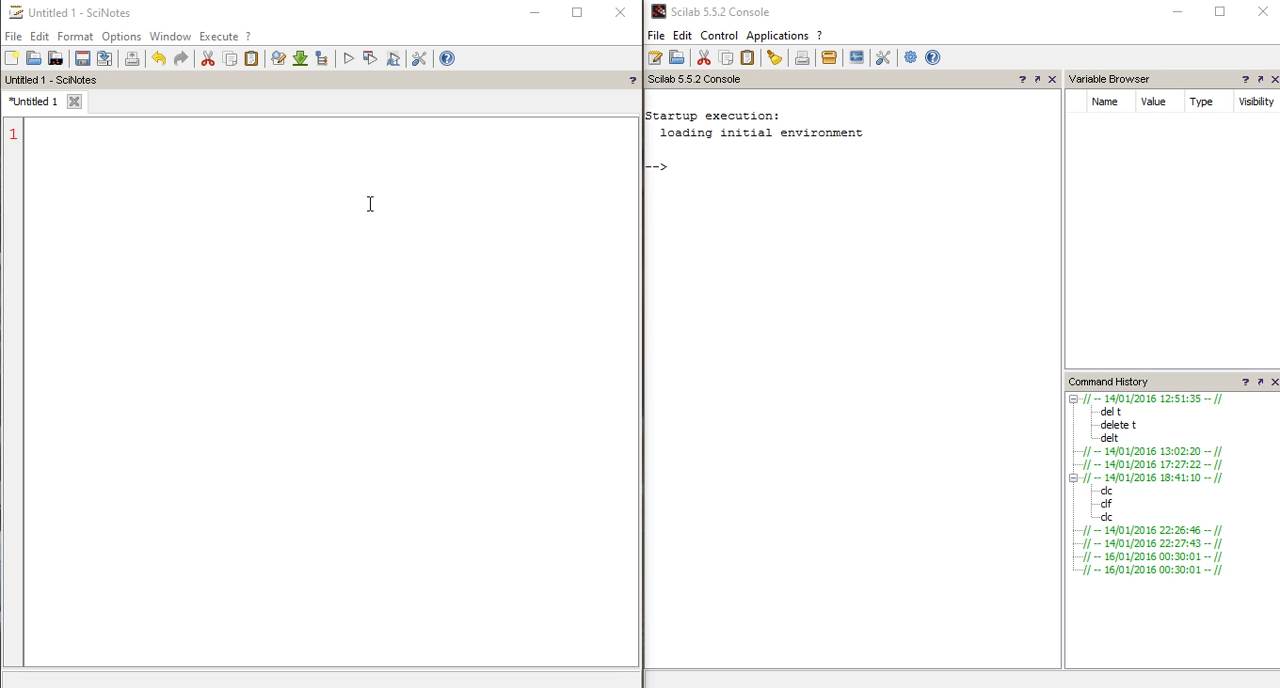 Untitled 1 - SciNotes
File Edit Format Options Window Execute ?
Untitled 1 - SciNotes ?
*Untitled 1
1
Scilab 5.5.2 Console
File Edit Control Applications ?
Scilab 5.5.2 Console ?
Startup execution:
loading initial environment
-->
Variable Browser ?
Name Value Type Visibility
Command History ?
// -- 14/01/2016 12:51:35 -- //
del t
delete t
delt
// -- 14/01/2016 13:02:20 -- //
// -- 14/01/2016 17:27:22 -- //
// -- 14/01/2016 18:41:10 -- //
clc
clf
clc
// -- 14/01/2016 22:26:46 -- //
// -- 14/01/2016 22:27:43 -- //
// -- 16/01/2016 00:30:01 -- //
// -- 16/01/2016 00:30:01 -- //